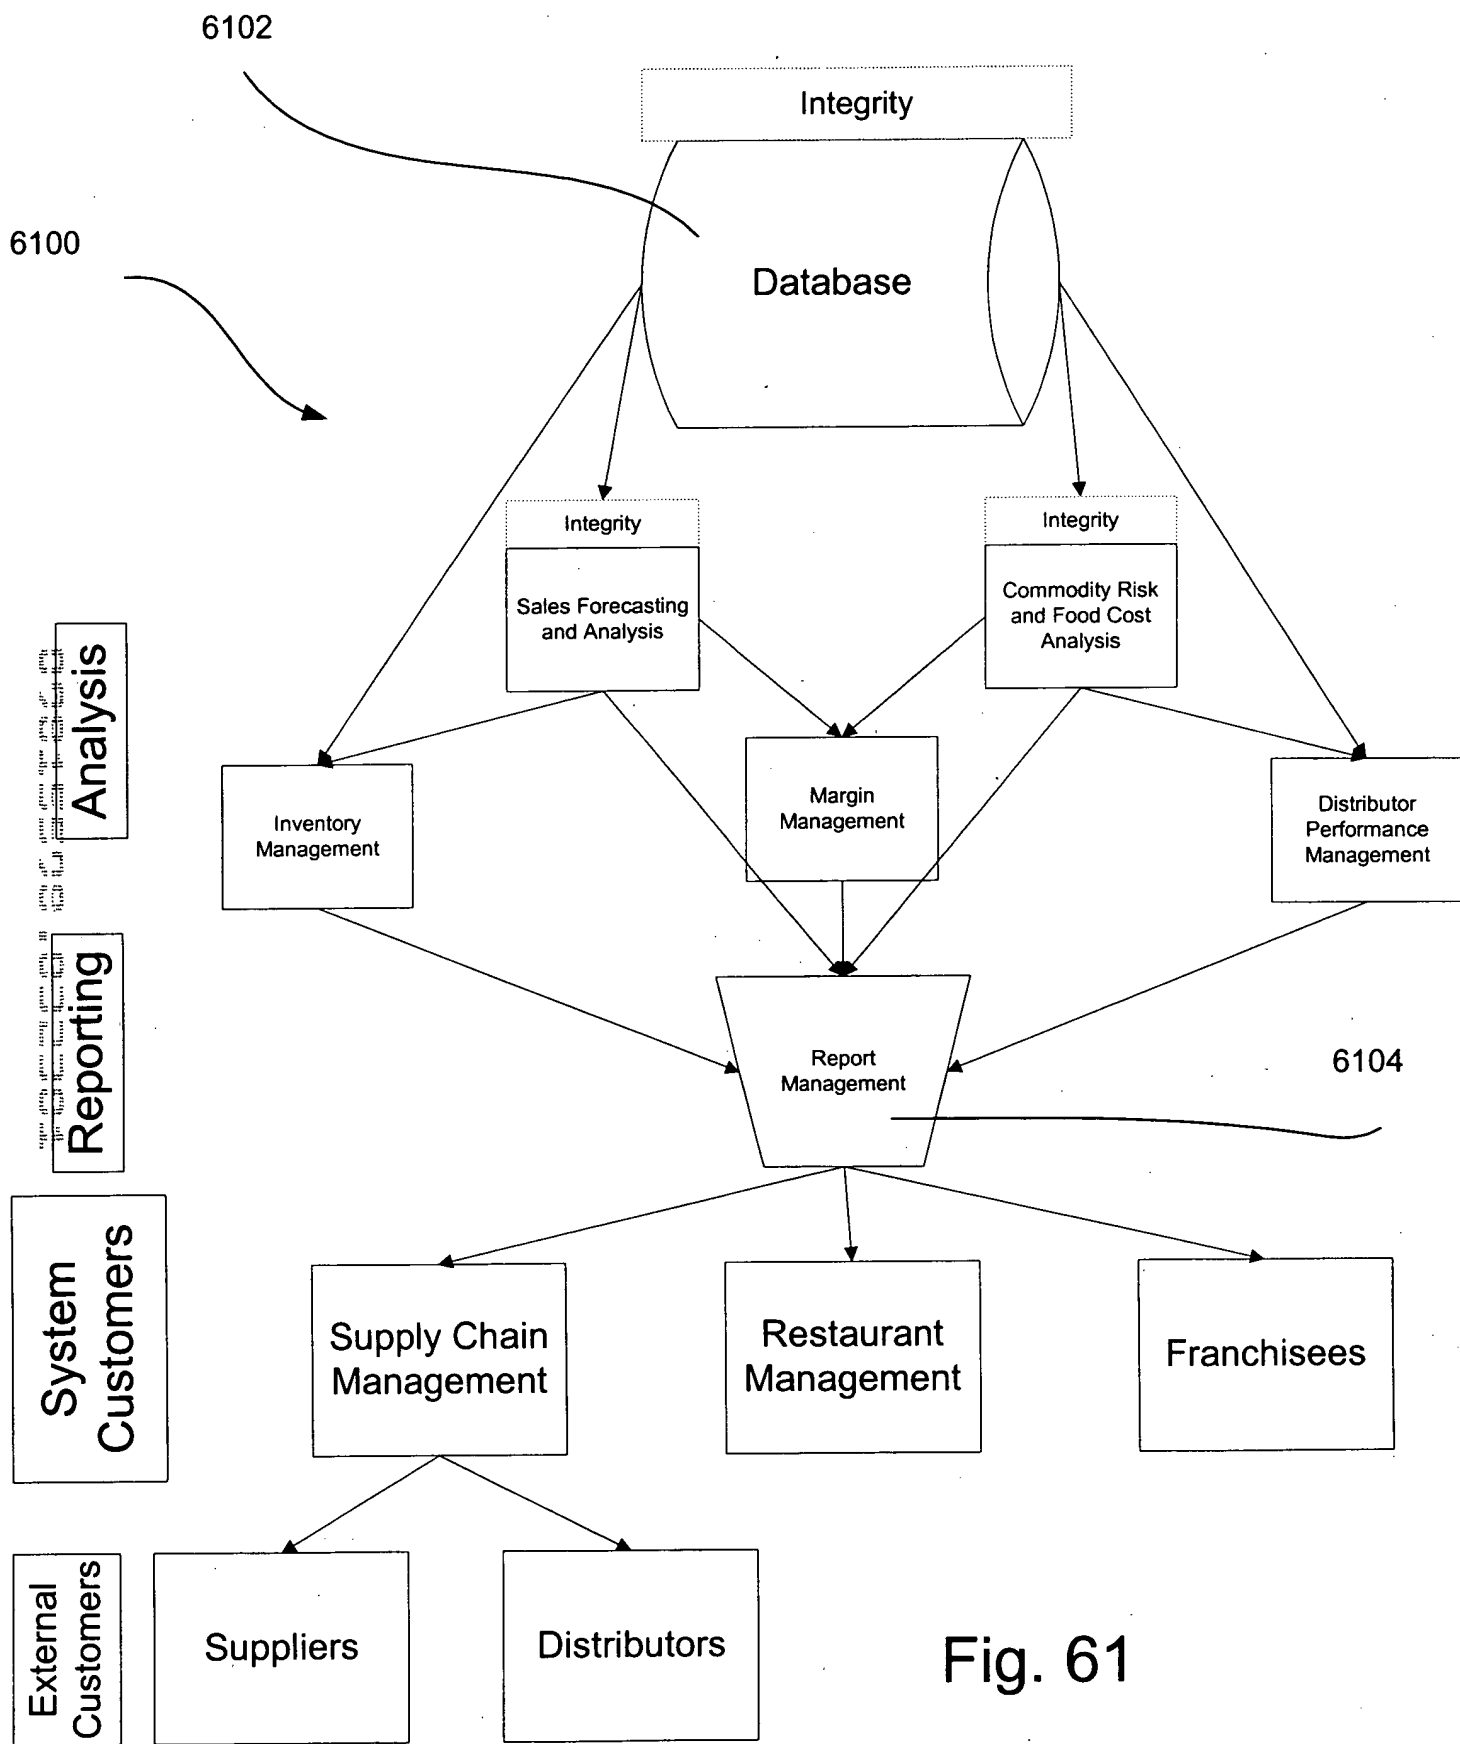 6102
Integrity
6100
Database
Integrity
Integrity
Sales Forecasting
and Analysis
Commodity Risk
and Food Cost
Analysis
Analysis
Inventory
Management
Margin
Management
Distributor
Performance
Management
Reporting
Report
Management
6104
System
Customers
Supply Chain
Management
Restaurant
Management
Franchisees
External
Customers
Suppliers
Distributors
Fig. 61